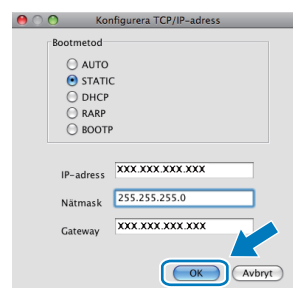 Konfigurera TCP/IP-adress
Bootmetod
AUTO
STATIC
DHCP
RARP
BOOTP
IP-adress XXX.XXX.XXX.XXX
Nätmask 255.255.255.0
Gateway XXX.XXX.XXX.XXX
OK Avbryt